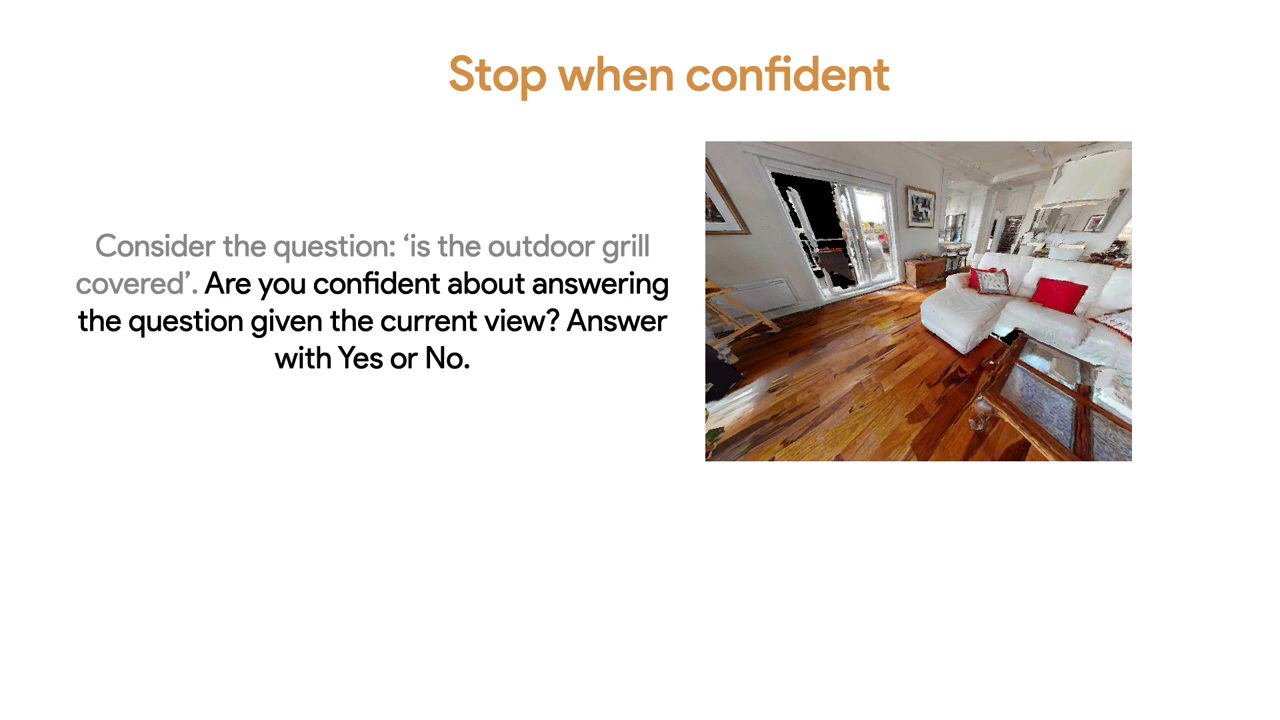 Stop when confident
Consider the question: ‘is the outdoor grill
covered’. Are you confident about answering
the question given the current view? Answer
with Yes or No.